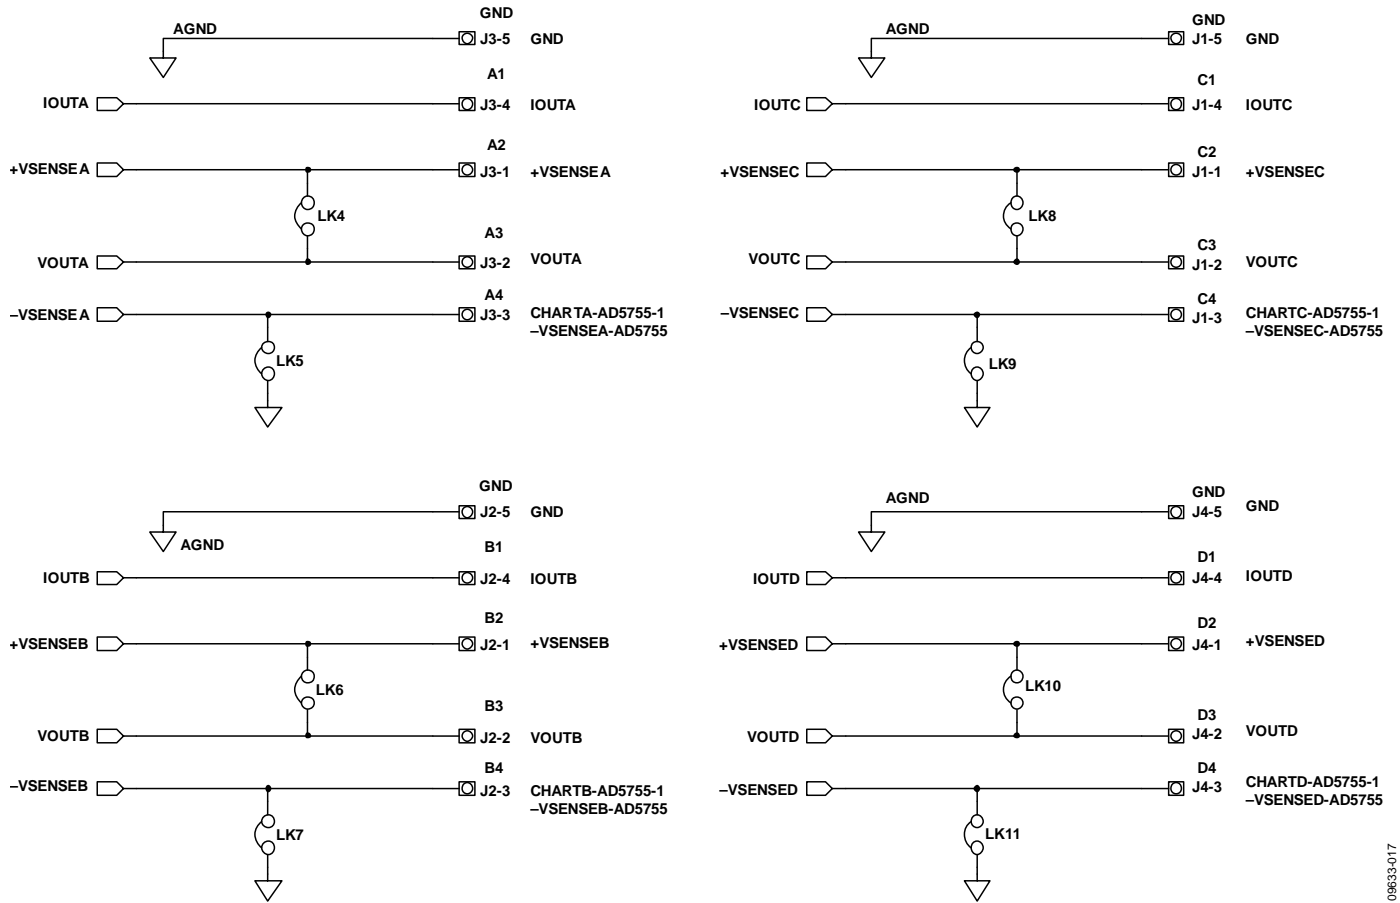 GND
AGND
J3-5 GND
A1
IOUTA J3-4 IOUTA
A2
+VSENSEA J3-1 +VSENSEA
LK4
A3
VOUTA J3-2 VOUTA
A4
–VSENSEA J3-3 CHARTA-AD5755-1
–VSENSEA-AD5755
LK5
GND
AGND
J1-5 GND
C1
IOUTC J1-4 IOUTC
C2
+VSENSEC J1-1 +VSENSEC
LK8
C3
VOUTC J1-2 VOUTC
C4
–VSENSEC J1-3 CHARTC-AD5755-1
–VSENSEC-AD5755
LK9
GND
J2-5 GND
AGND
B1
IOUTB J2-4 IOUTB
B2
+VSENSEB J2-1 +VSENSEB
LK6
B3
VOUTB J2-2 VOUTB
B4
–VSENSEB J2-3 CHARTB-AD5755-1
–VSENSEB-AD5755
LK7
GND
AGND
J4-5 GND
D1
IOUTD J4-4 IOUTD
D2
+VSENSED J4-1 +VSENSED
LK10
D3
VOUTD J4-2 VOUTD
D4
–VSENSED J4-3 CHARTD-AD5755-1
–VSENSED-AD5755
LK11
09633-017